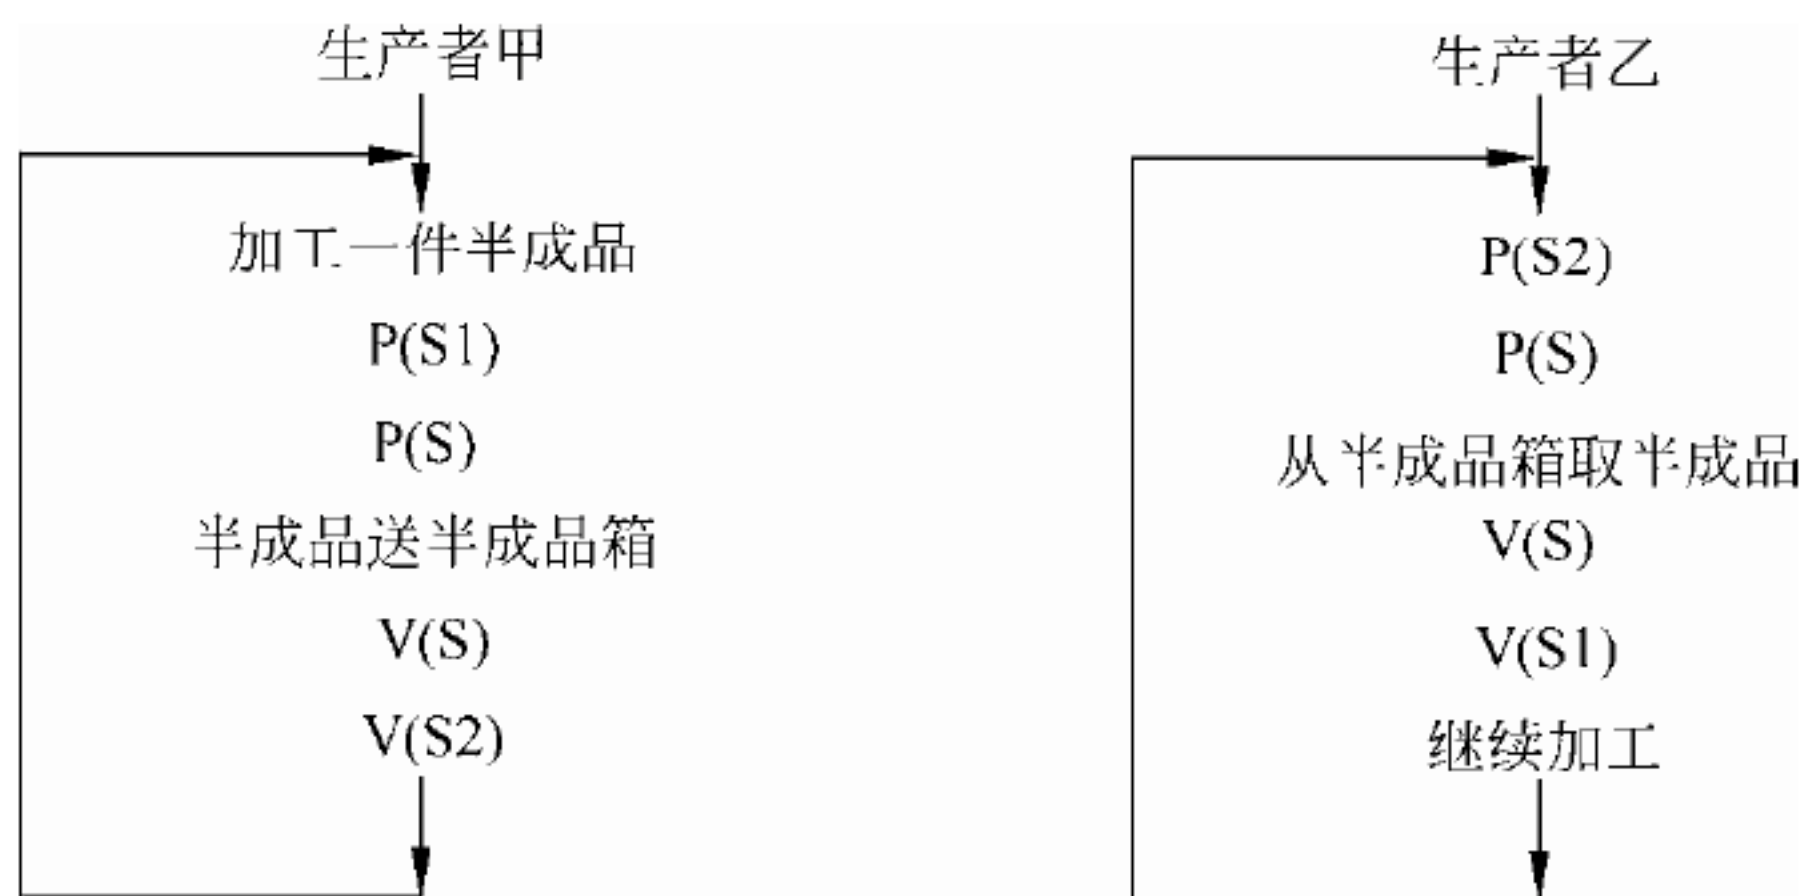 生产者甲
加工一件半成品
P(S1)
P(S)
半成品送半成品箱
V(S)
V(S2)
生产者乙
P(S2)
P(S)
从半成品箱取半成品
V(S)
V(S1)
继续加工